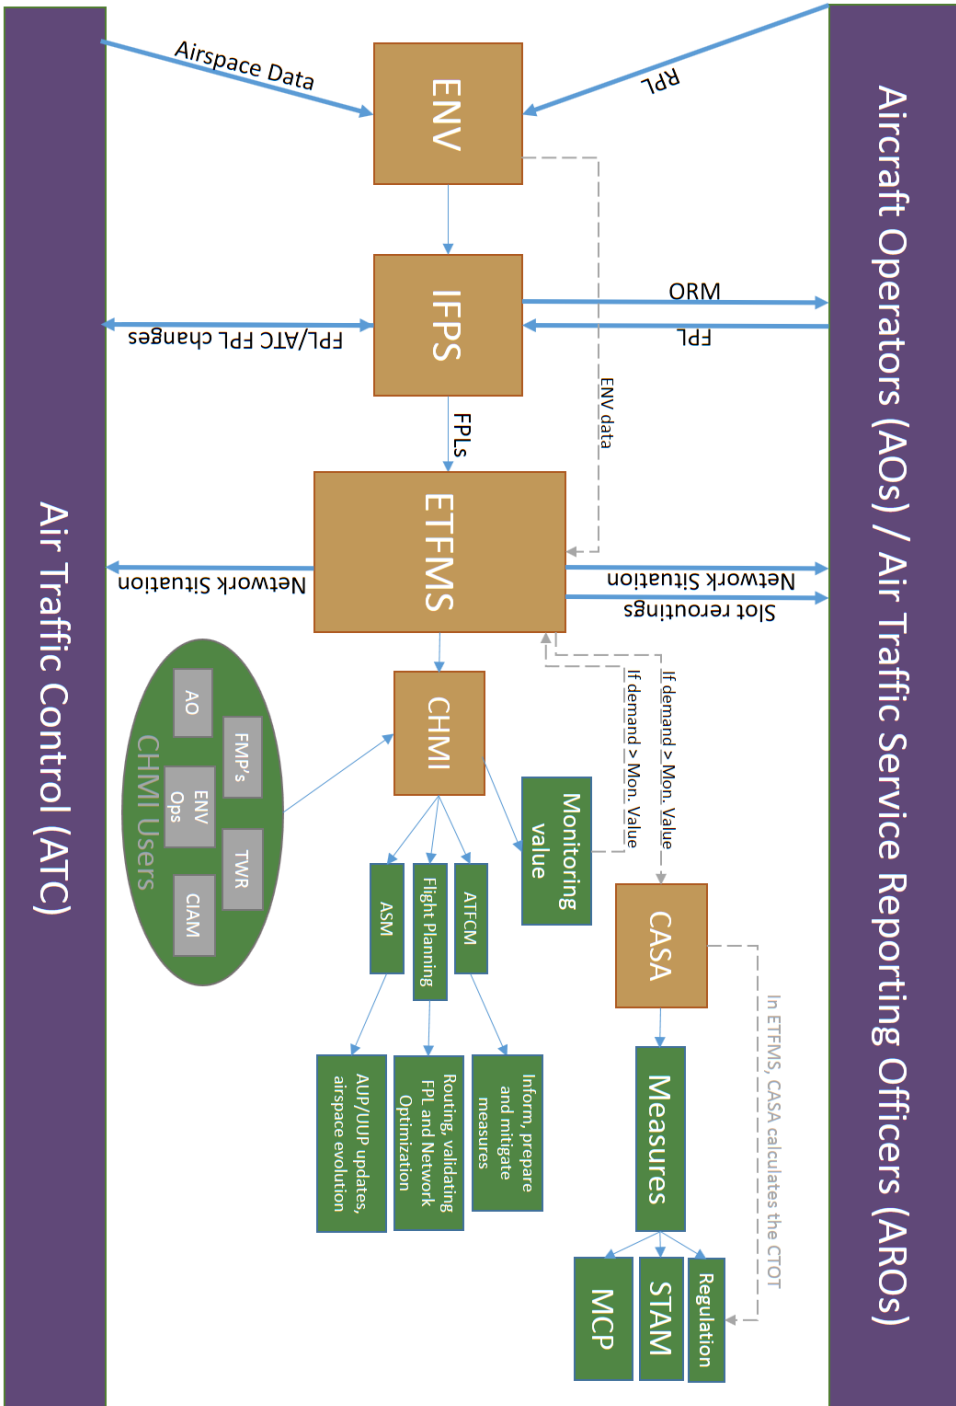 Aircraft Operators (AOs) / Air Traffic Service Reporting Officers (AROs)
RPL
ORM
FPL
Network Situation
Slot reroutings
ENV data
If demand > Mon. Value
If demand > Mon. Value
In ETFMS, CASA calculates the CTOT
ENV
IFPS
FPLs
ETFMS
CHMI
CASA
Measures
Regulation
STAM
MCP
Monitoring
value
ATFCM
Flight Planning
ASM
Inform, prepare
and mitigate
measures
Routing, validating
FPL and Network
Optimization
AUP/UUP updates,
airspace evolution
Airspace Data
FPL/ATC FPL changes
Network Situation
FMP's
TWR
AO
ENV
Ops
CIAM
CHMI Users
Air Traffic Control (ATC)